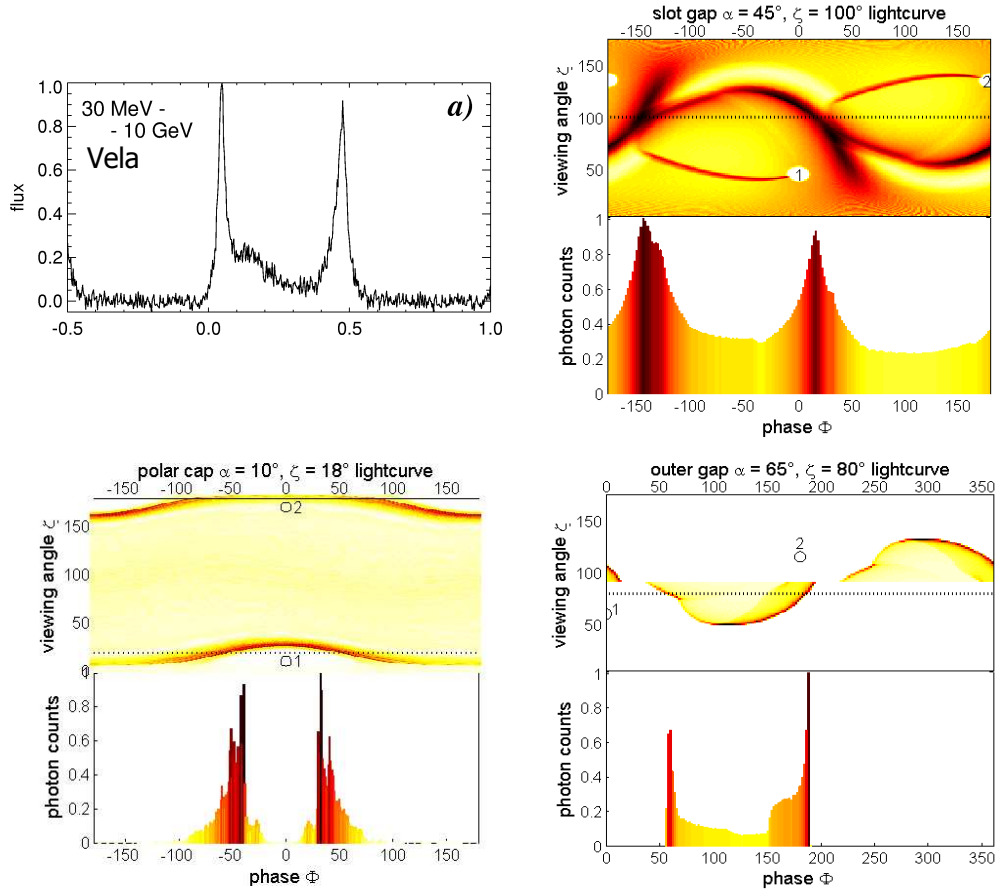 30 MeV -
- 10 GeV
Vela
a)
flux
1.0
0.8
0.6
0.4
0.2
0.0
-0.5 0.0 0.5 1.0
slot gap α = 45°, ζ = 100° lightcurve
-150 -100 -50 0 50 100 150
viewing angle ζ
150
100
50
2
1
photon counts
1
0.8
0.6
0.4
0.2
0
-150 -100 -50 0 50 100 150
phase Φ
polar cap α = 10°, ζ = 18° lightcurve
-150 -100 -50 0 50 100 150
viewing angle ζ
150
100
50
2
1
photon counts
0.8
0.6
0.4
0.2
0
-150 -100 -50 0 50 100 150
phase Φ
outer gap α = 65°, ζ = 80° lightcurve
0 50 100 150 200 250 300 350
viewing angle ζ
150
100
50
2
1
photon counts
1
0.8
0.6
0.4
0.2
0
0 50 100 150 200 250 300 350
phase Φ